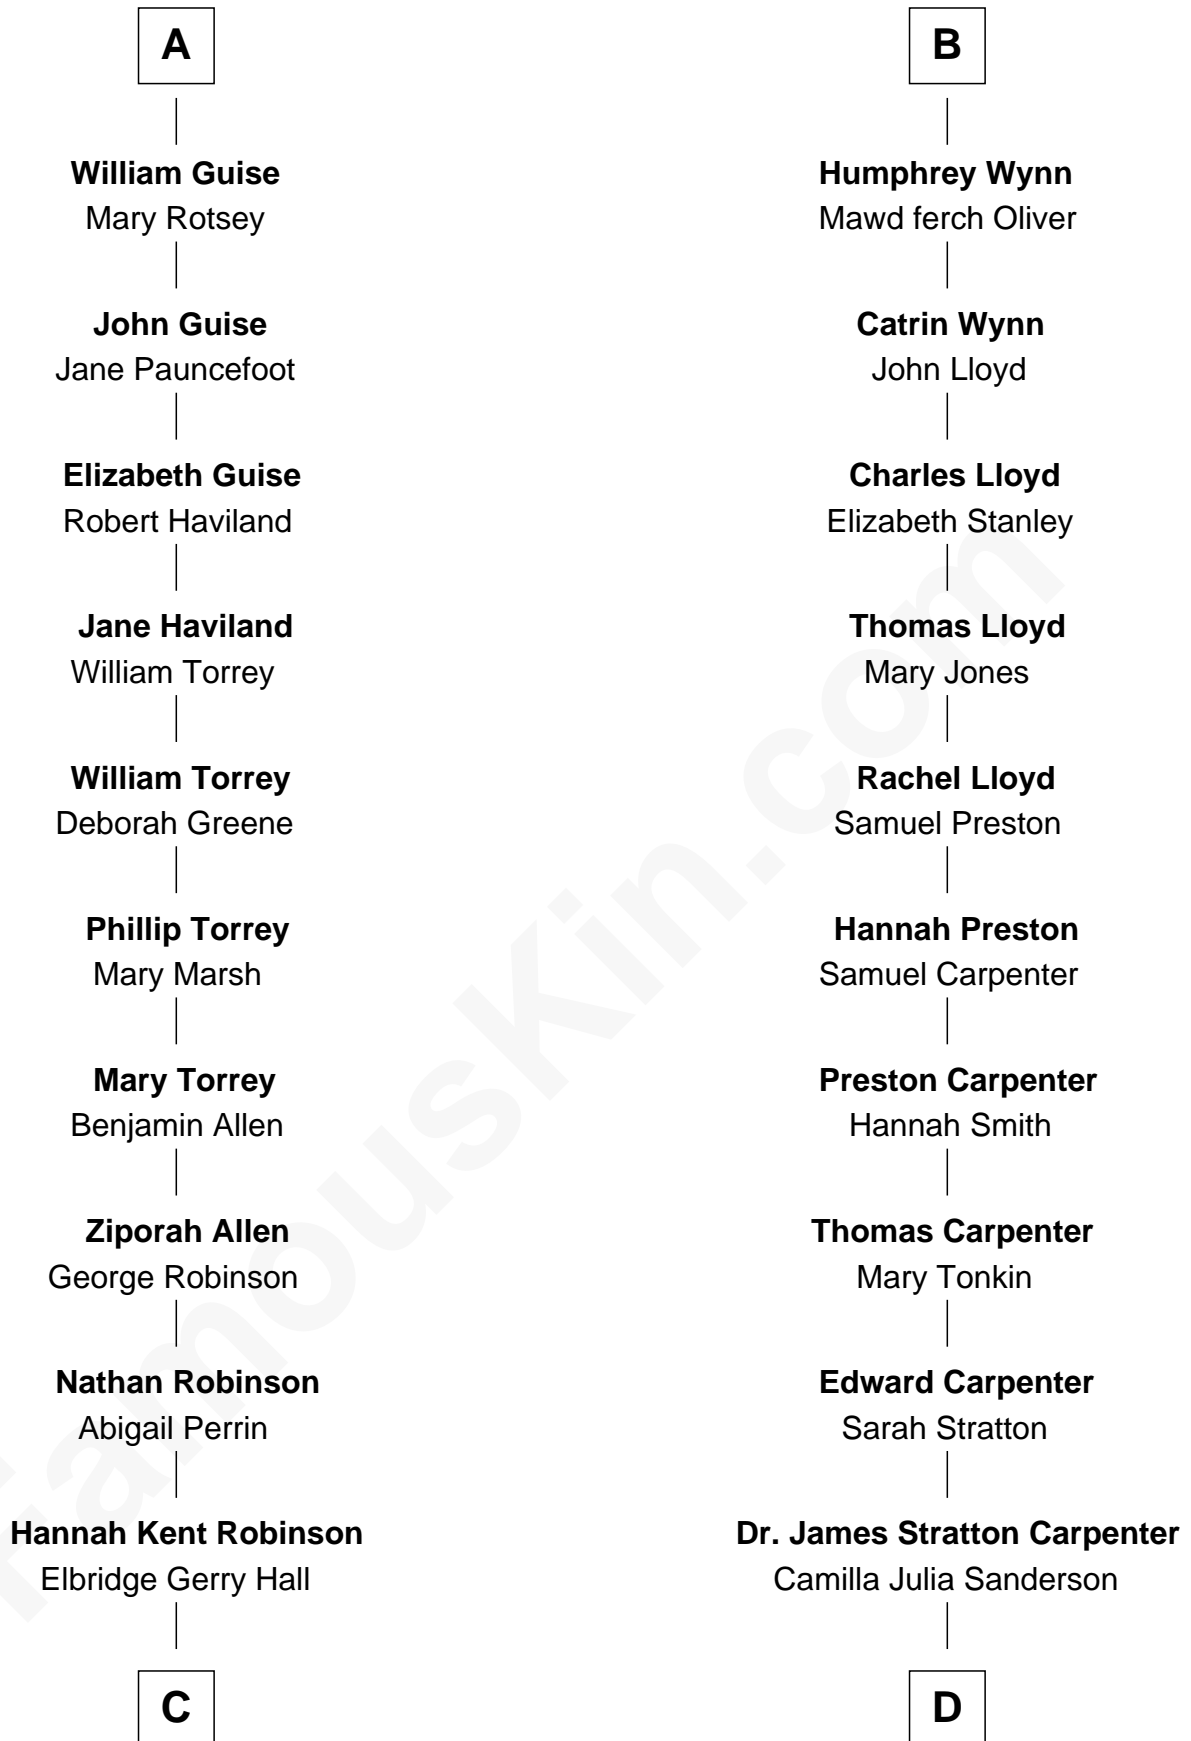 A
William Guise
Mary Rotsey
John Guise
Jane Pauncefoot
Elizabeth Guise
Robert Haviland
Jane Haviland
William Torrey
William Torrey
Deborah Greene
Phillip Torrey
Mary Marsh
Mary Torrey
Benjamin Allen
Ziporah Allen
George Robinson
Nathan Robinson
Abigail Perrin
Hannah Kent Robinson
Elbridge Gerry Hall
C
B
Humphrey Wynn
Mawd ferch Oliver
Catrin Wynn
John Lloyd
Charles Lloyd
Elizabeth Stanley
Thomas Lloyd
Mary Jones
Rachel Lloyd
Samuel Preston
Hannah Preston
Samuel Carpenter
Preston Carpenter
Hannah Smith
Thomas Carpenter
Mary Tonkin
Edward Carpenter
Sarah Stratton
Dr. James Stratton Carpenter
Camilla Julia Sanderson
D
FamousKin.com